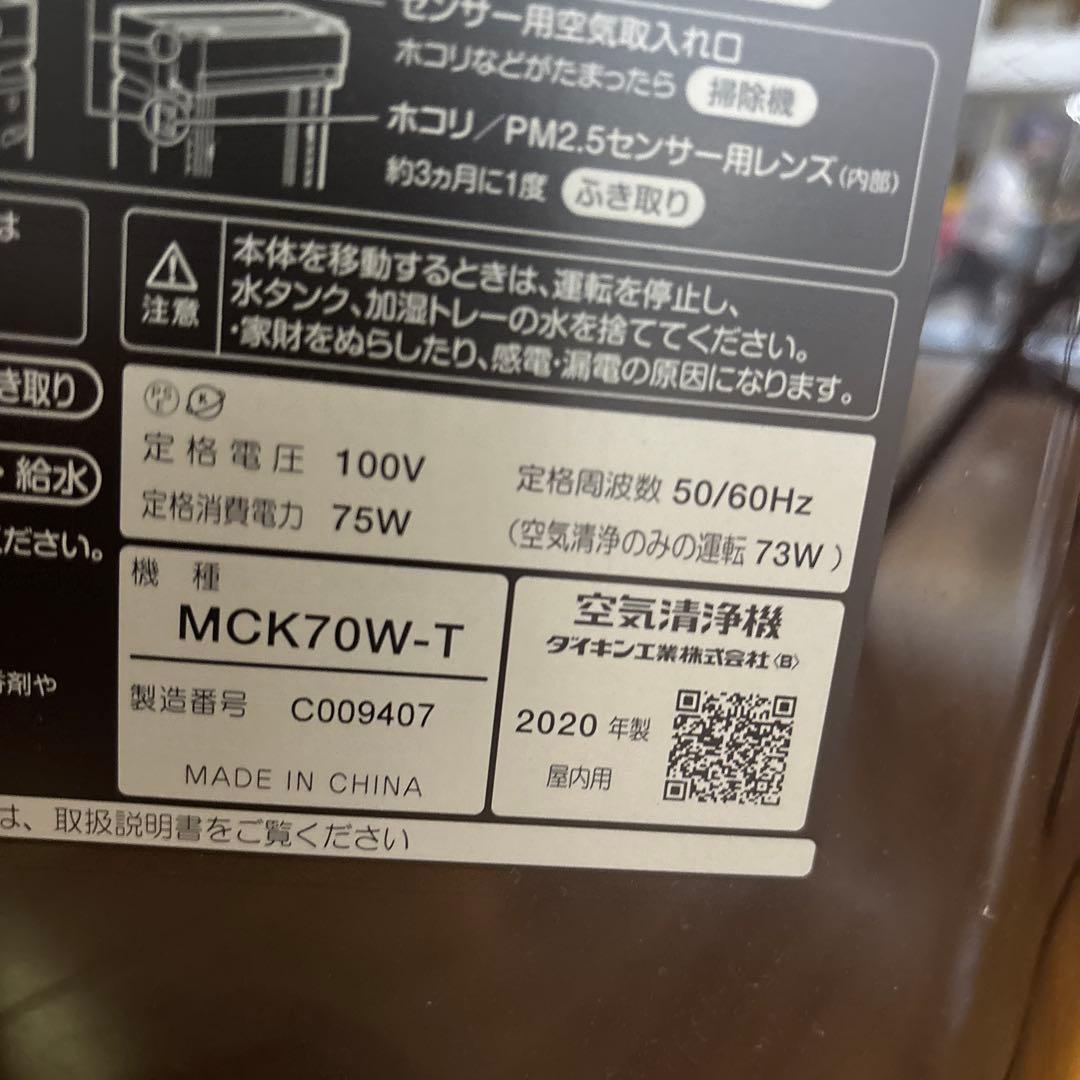 センサー用空気取入れ口
ホコリなどがたまったら 掃除機
ホコリ／PM2.5センサー用レンズ(内部)
約3ヵ月に1度 ふき取り
は
注意
本体を移動するときは、運転を停止し、
水タンク、加湿トレーの水を捨ててください。
・家財をぬらしたり、感電・漏電の原因になります。
き取り
・給水
ください。
定格電圧 100V 定格周波数 50/60Hz
定格消費電力 75W (空気清浄のみの運転 73W)
機種
MCK70W-T
製造番号 C009407
MADE IN CHINA
空気清浄機
ダイキン工業株式会社〈B〉
2020 年製
屋内用
剤や
は、取扱説明書をご覧ください